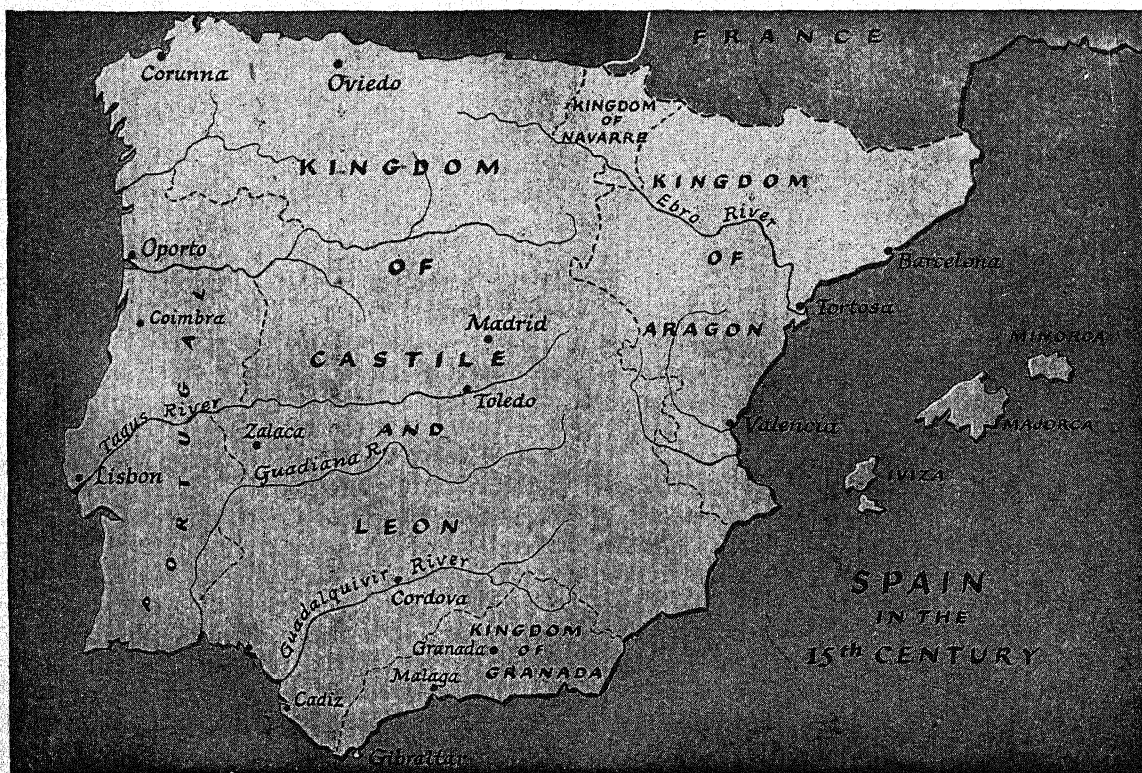 FRANCE
Corunna
Oviedo
KINGDOM
OF
NAVARRE
KINGDOM
OF
CASTILE
AND
LEON
KINGDOM
OF
ARAGON
Ebro River
Oporto
Coimbra
PORTUGAL
Madrid
Toledo
Tagus River
Zalaca
Guadiana R.
Lisbon
Barcelona
Tortosa
Valencia
MINORCA
MAJORCA
IVIZA
Guadalquivir River
Cordova
KINGDOM
OF
GRANADA
Granada
Malaga
Cadiz
Gibraltar
SPAIN
IN THE
15th CENTURY